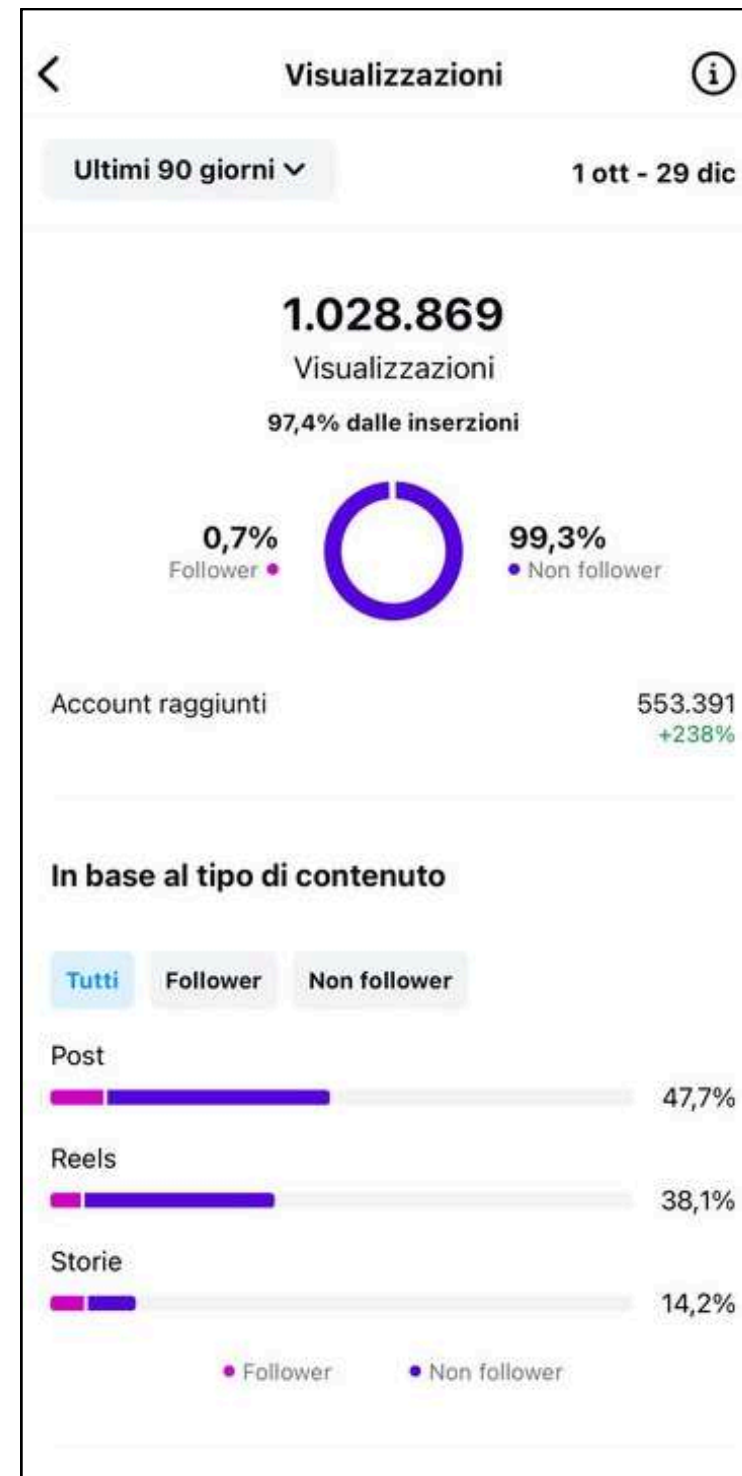 Visualizzazioni
Ultimi 90 giorni
1 ott - 29 dic
1.028.869
Visualizzazioni
97,4% dalle inserzioni
0,7%
Follower
99,3%
Non follower
Account raggiunti
553.391
+238%
In base al tipo di contenuto
Tutti
Follower
Non follower
Post
47,7%
Reels
38,1%
Storie
14,2%
Follower
Non follower